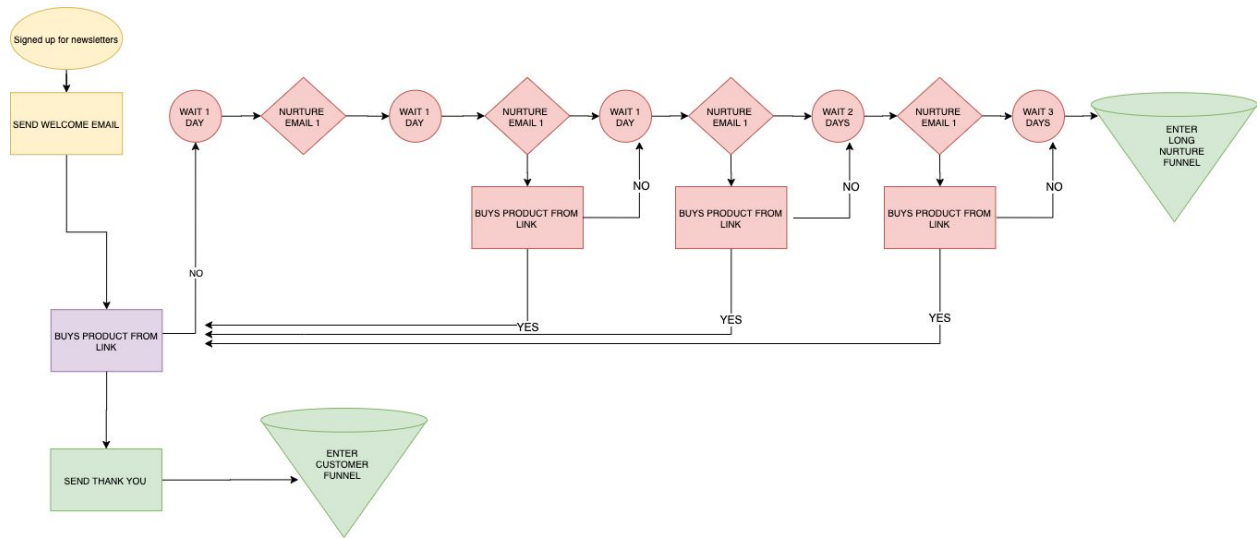 Signed up for newsletters
SEND WELCOME EMAIL
WAIT 1
DAY
NURTURE
EMAIL 1
WAIT 1
DAY
NURTURE
EMAIL 1
WAIT 1
DAY
NURTURE
EMAIL 1
WAIT 2
DAYS
NURTURE
EMAIL 1
WAIT 3
DAYS
ENTER
LONG
NURTURE
FUNNEL
NO
NO
NO
BUYS PRODUCT FROM
LINK
BUYS PRODUCT FROM
LINK
BUYS PRODUCT FROM
LINK
NO
YES
YES
YES
BUYS PRODUCT FROM
LINK
SEND THANK YOU
ENTER
CUSTOMER
FUNNEL